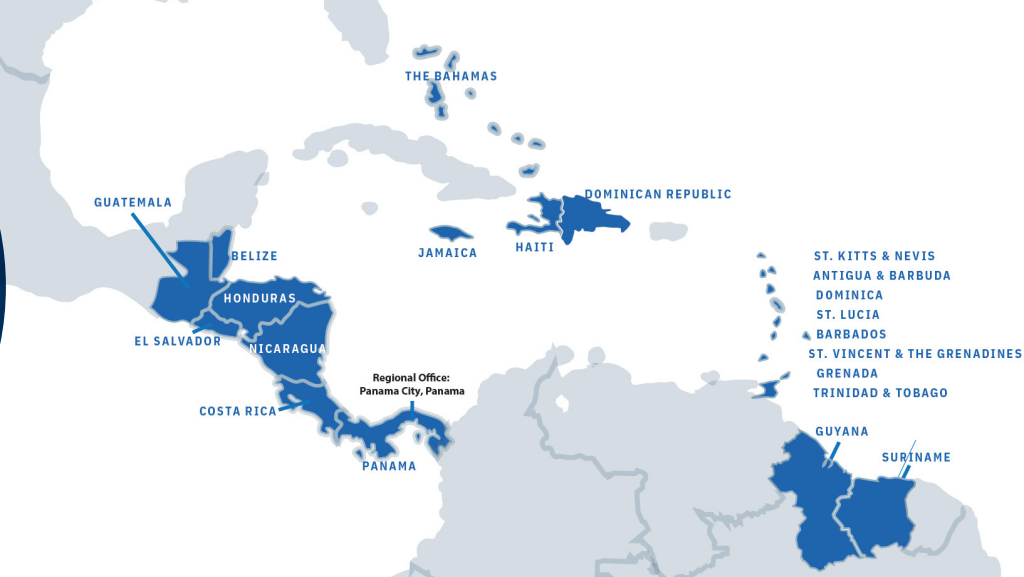 THE BAHAMAS
DOMINICAN REPUBLIC
GUATEMALA
HAITI
JAMAICA
BELIZE
ST. KITTS & NEVIS
ANTIGUA & BARBUDA
DOMINICA
HONDURAS
ST. LUCIA
BARBADOS
EL SALVADOR
NICARAGUA
ST. VINCENT & THE GRENADINES
GRENADA
Regional Office:
Panama City, Panama
TRINIDAD & TOBAGO
COSTA RICA
GUYANA
SURINAME
PANAMA